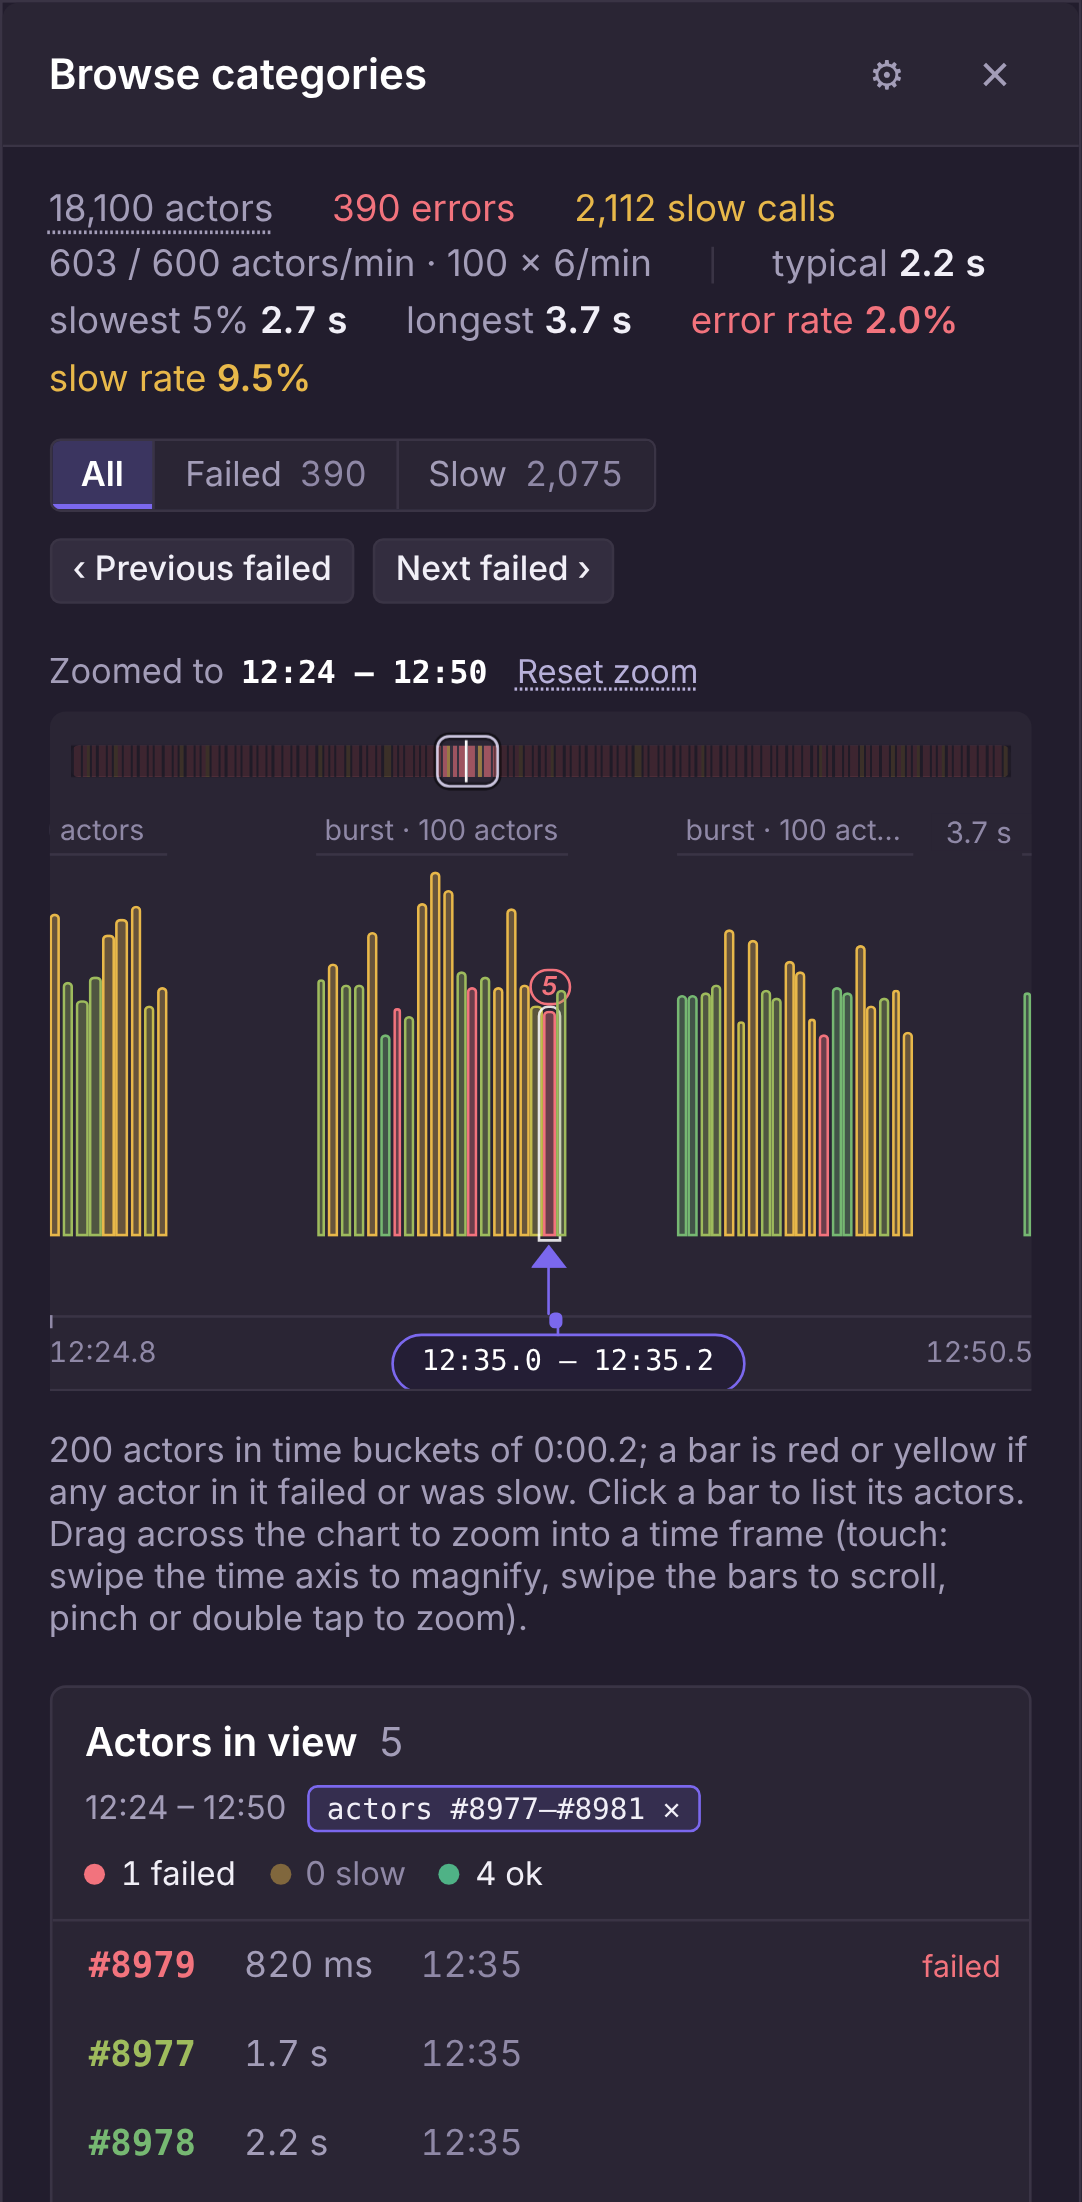 Browse categories ⚙ ✕
18,100 actors 390 errors 2,112 slow calls
603 / 600 actors/min · 100 × 6/min | typical 2.2 s
slowest 5% 2.7 s longest 3.7 s error rate 2.0%
slow rate 9.5%
All Failed 390 Slow 2,075
‹ Previous failed Next failed ›
Zoomed to 12:24 – 12:50 Reset zoom
actors burst · 100 actors burst · 100 act... 3.7 s
5
12:24.8 12:35.0 – 12:35.2 12:50.5
200 actors in time buckets of 0:00.2; a bar is red or yellow if
any actor in it failed or was slow. Click a bar to list its actors.
Drag across the chart to zoom into a time frame (touch:
swipe the time axis to magnify, swipe the bars to scroll,
pinch or double tap to zoom).
Actors in view 5
12:24 – 12:50 actors #8977–#8981 ×
1 failed 0 slow 4 ok
#8979 820 ms 12:35 failed
#8977 1.7 s 12:35
#8978 2.2 s 12:35